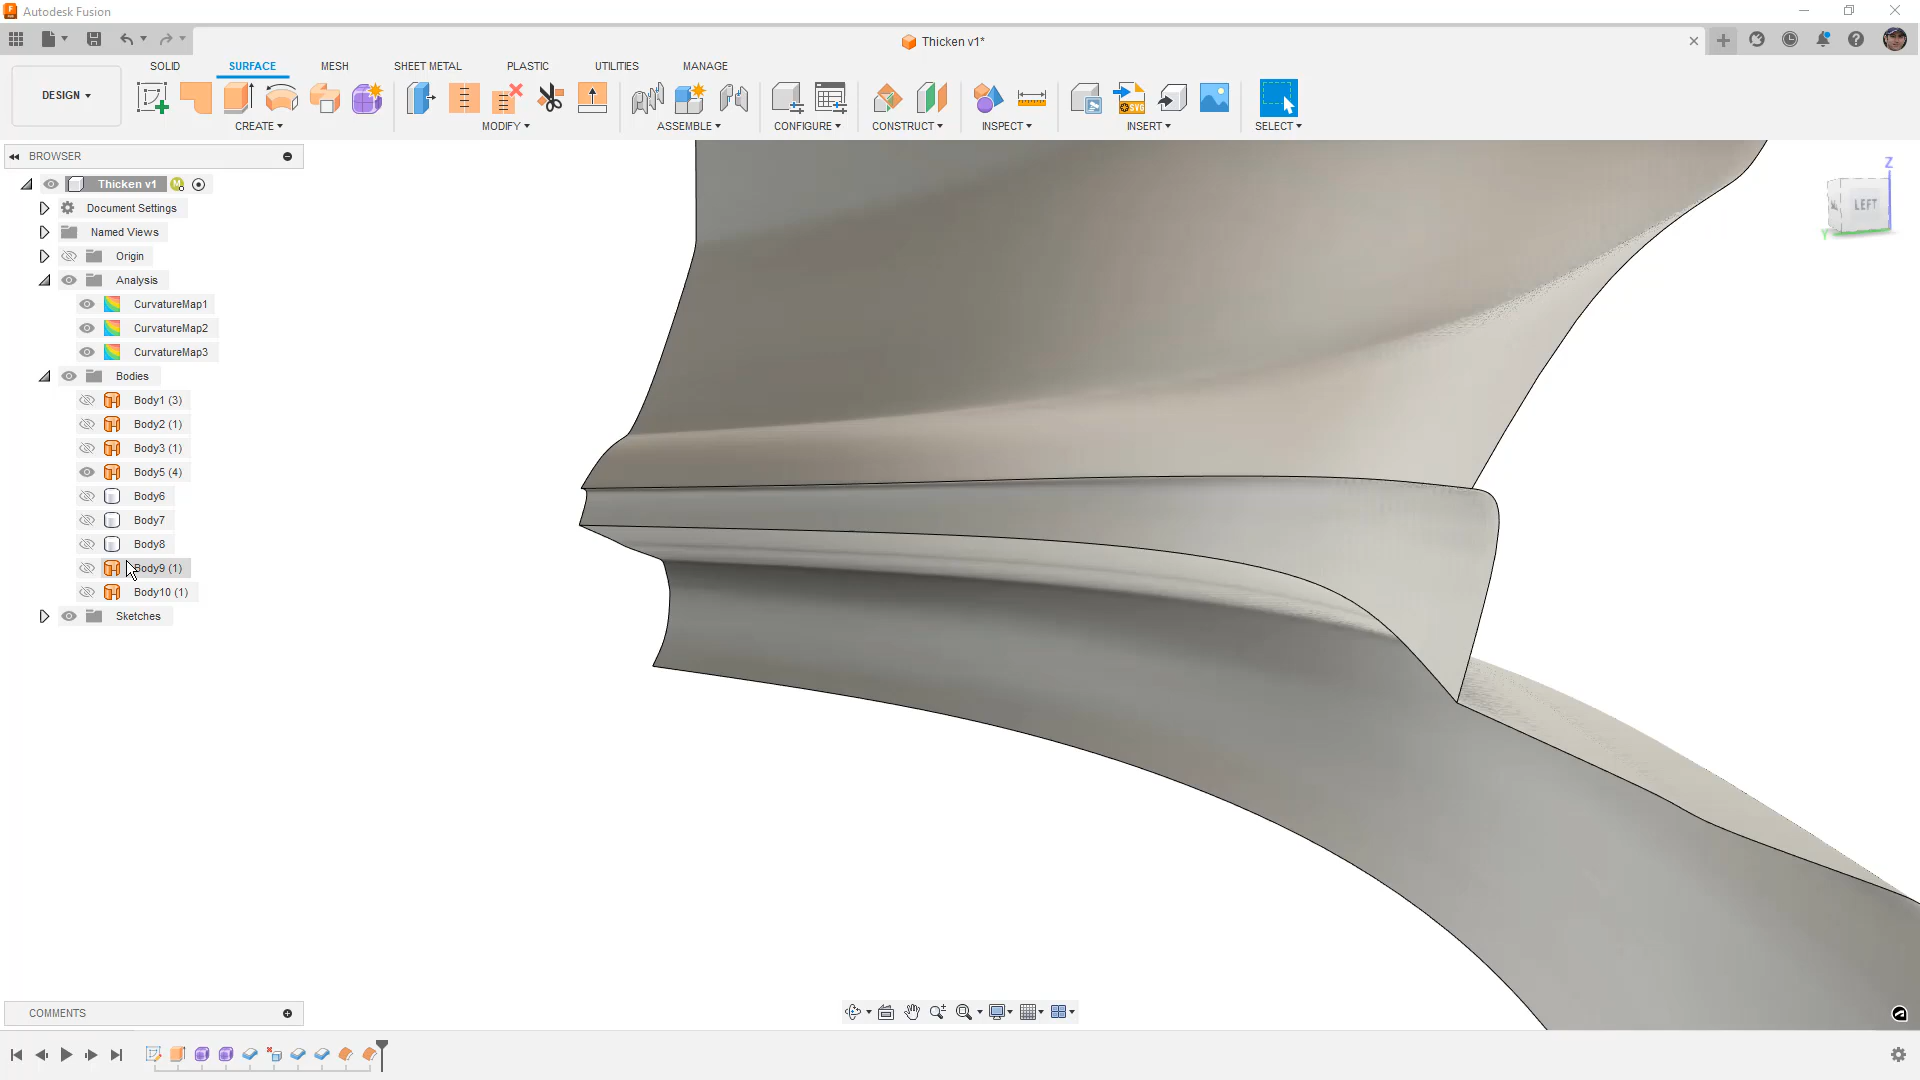 Autodesk Fusion
Thicken v1*
DESIGN
SOLID
SURFACE
MESH
SHEET METAL
PLASTIC
UTILITIES
MANAGE
CREATE
MODIFY
ASSEMBLE
CONFIGURE
CONSTRUCT
INSPECT
INSERT
SELECT
BROWSER
Thicken v1
Document Settings
Named Views
Origin
Analysis
CurvatureMap1
CurvatureMap2
CurvatureMap3
Bodies
Body1 (3)
Body2 (1)
Body3 (1)
Body5 (4)
Body6
Body7
Body8
Body9 (1)
Body10 (1)
Sketches
Z
LEFT
Y
COMMENTS